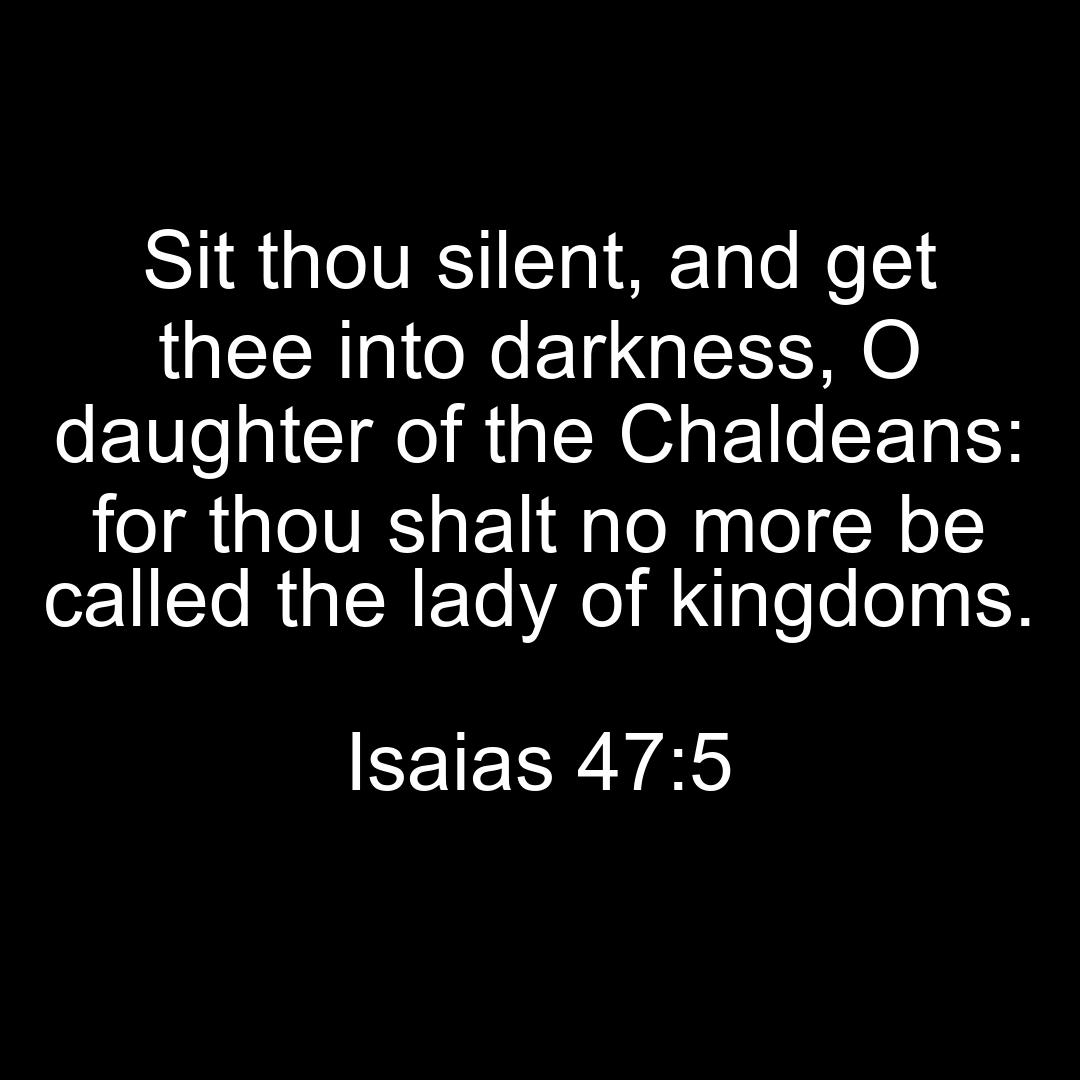 Sit thou silent, and get
thee into darkness, O
daughter of the Chaldeans:
for thou shalt no more be
called the lady of kingdoms.
Isaias 47:5